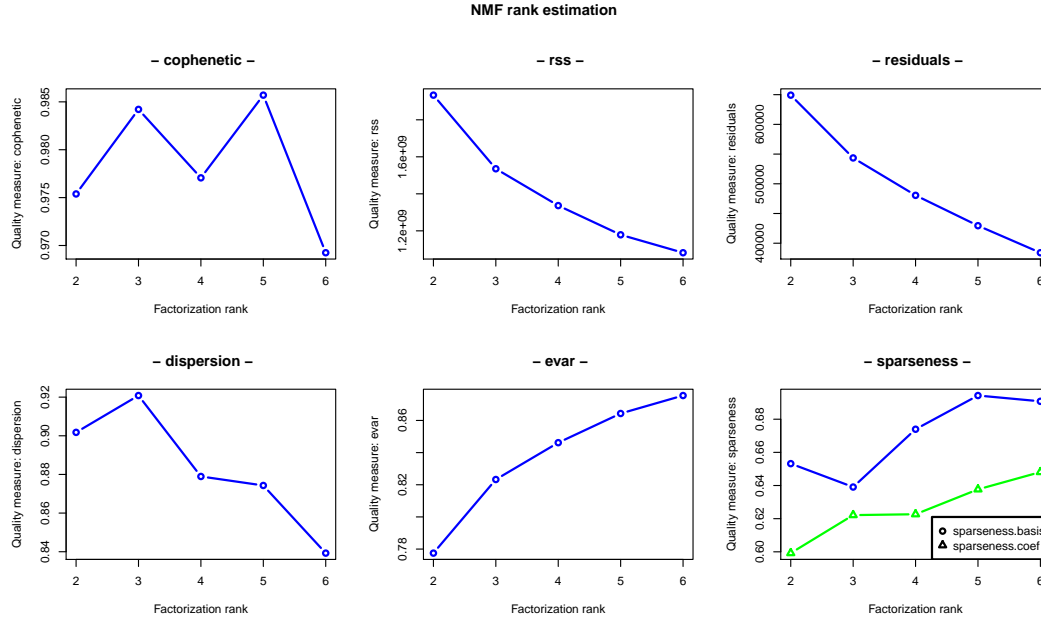 NMF rank estimation
– cophenetic –
Quality measure: cophenetic
0.970
0.975
0.980
0.985
2 3 4 5 6
Factorization rank
– rss –
Quality measure: rss
1.2e+09
1.6e+09
2 3 4 5 6
Factorization rank
– residuals –
Quality measure: residuals
400000
500000
600000
2 3 4 5 6
Factorization rank
– dispersion –
Quality measure: dispersion
0.84
0.86
0.88
0.90
0.92
2 3 4 5 6
Factorization rank
– evar –
Quality measure: evar
0.78
0.82
0.86
2 3 4 5 6
Factorization rank
– sparseness –
Quality measure: sparseness
0.60
0.62
0.64
0.66
0.68
sparseness.basis
sparseness.coef
2 3 4 5 6
Factorization rank